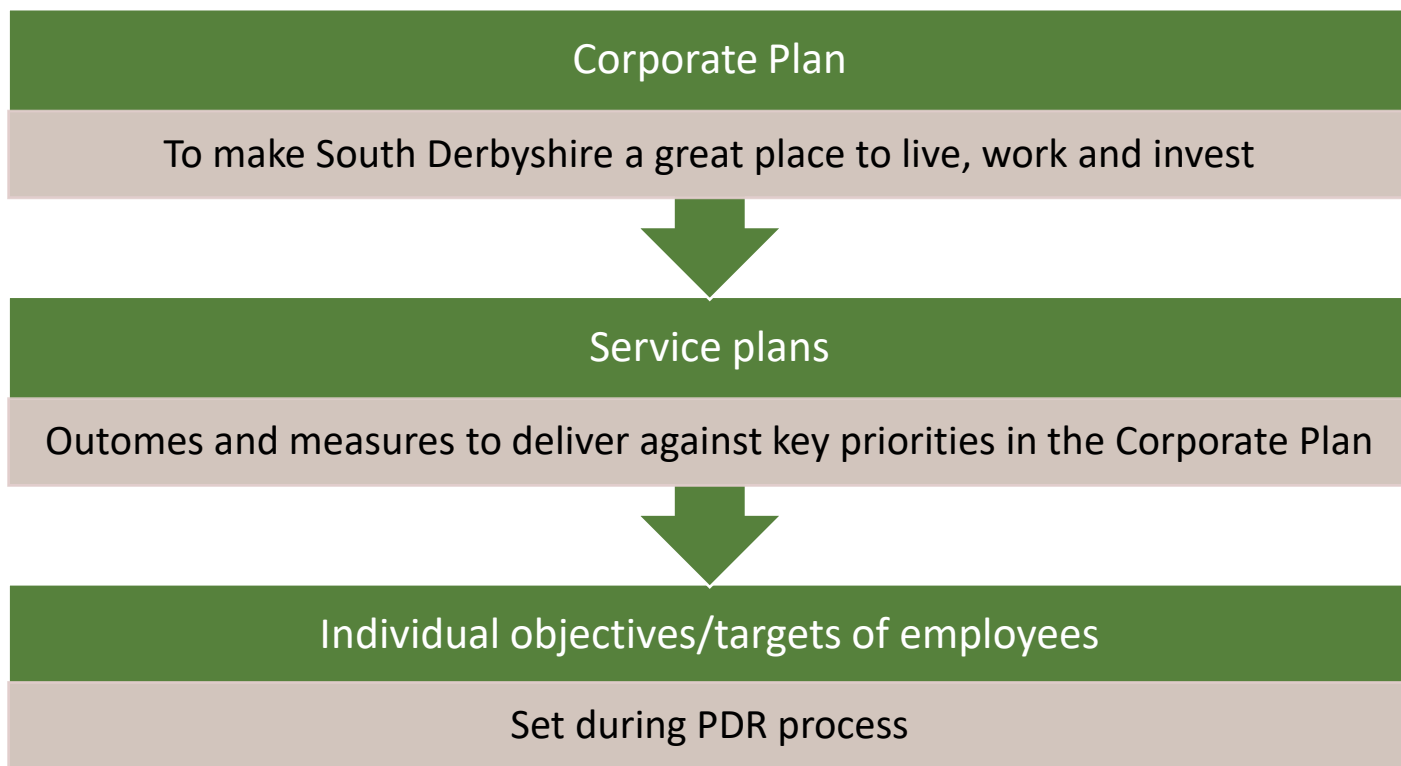 Corporate Plan
To make South Derbyshire a great place to live, work and invest
Service plans
Outomes and measures to deliver against key priorities in the Corporate Plan
Individual objectives/targets of employees
Set during PDR process